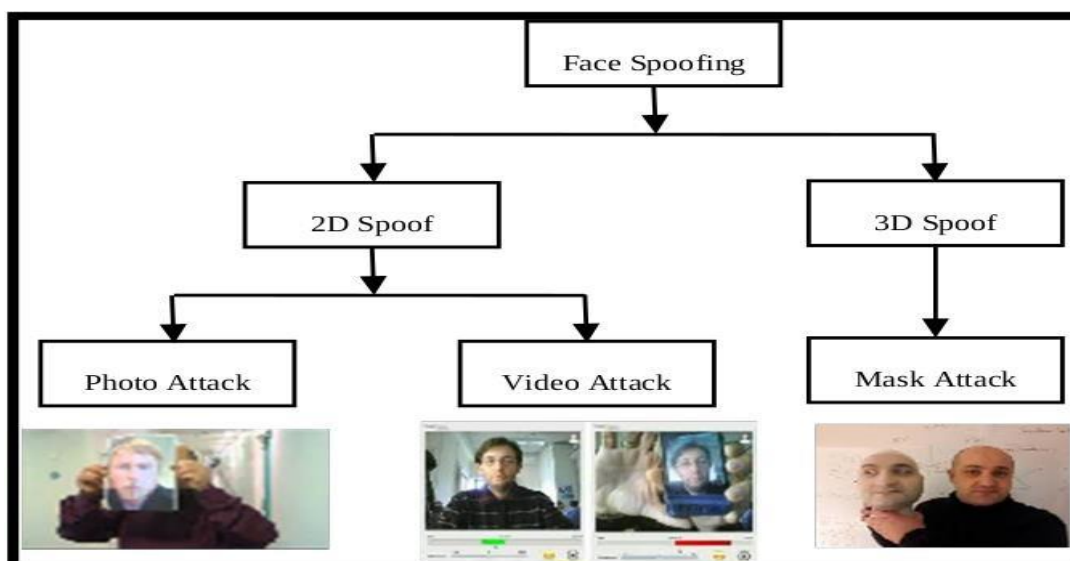 Face Spoofing
2D Spoof
3D Spoof
Photo Attack
Video Attack
Mask Attack